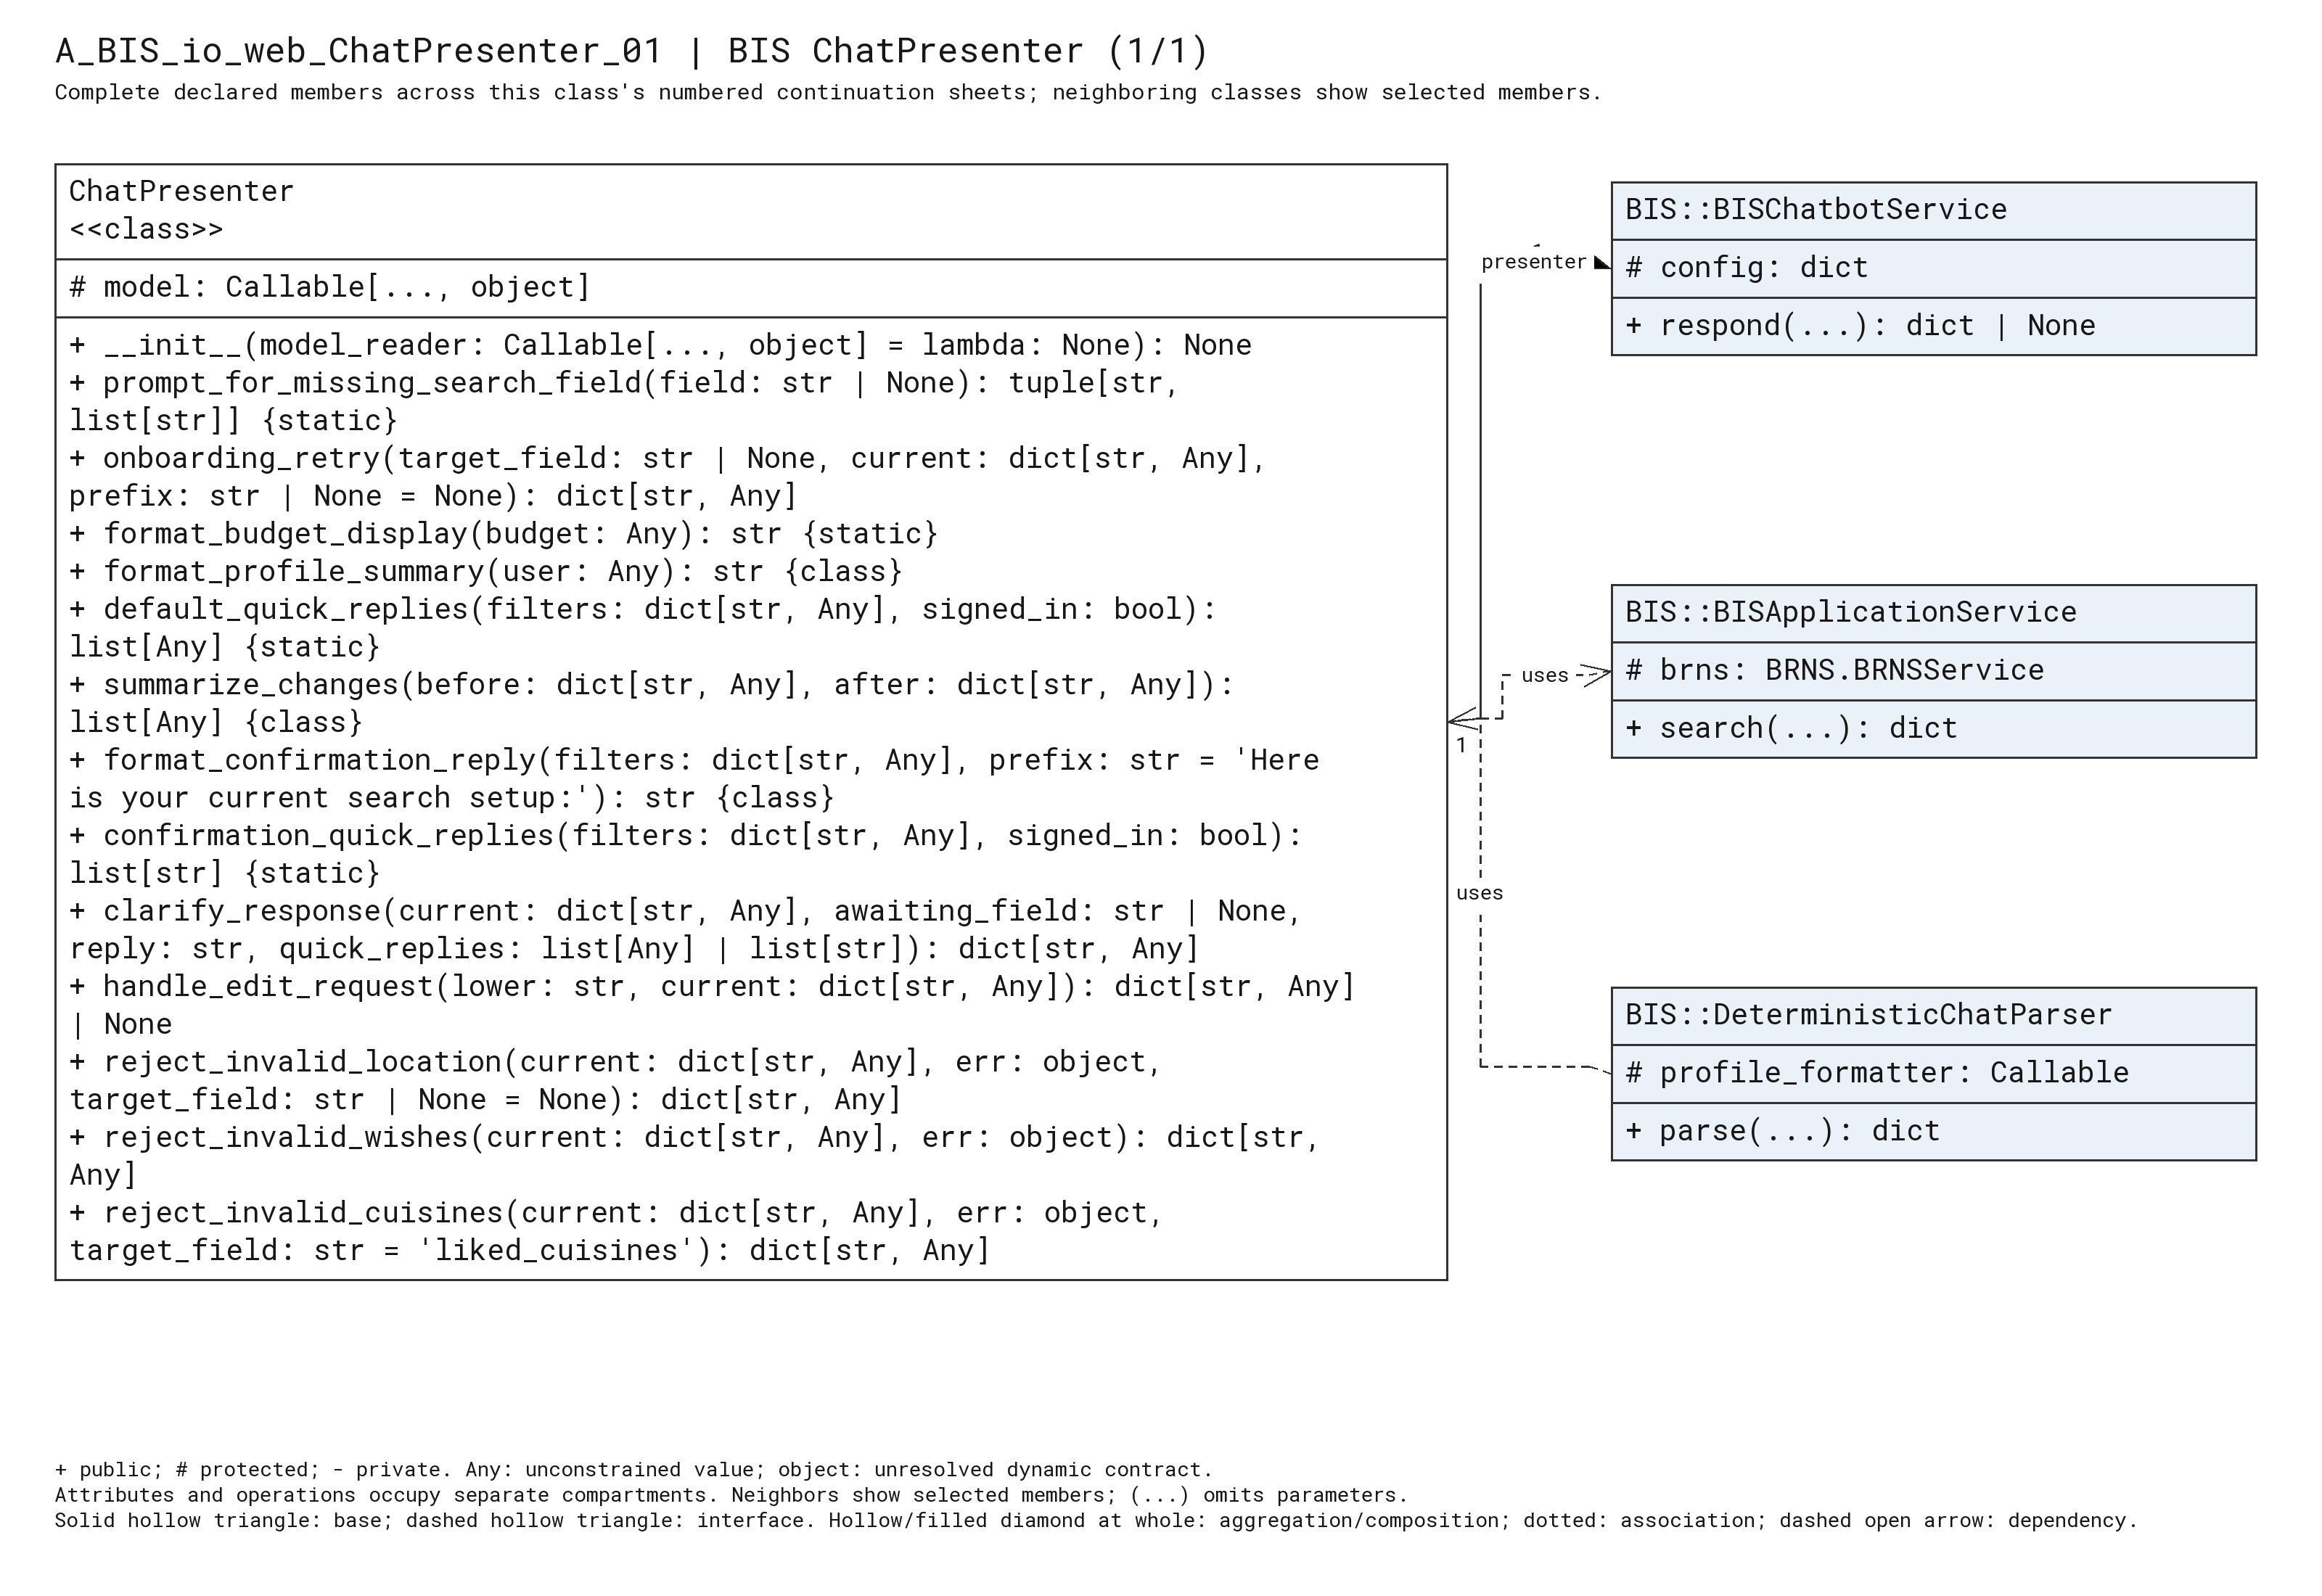 A_BIS_io_web_ChatPresenter_01 | BIS ChatPresenter (1/1)
Complete declared members across this class's numbered continuation sheets; neighboring classes show selected members.
ChatPresenter
<<class>>
# model: Callable[..., object]
+ __init__(model_reader: Callable[..., object] = lambda: None): None
+ prompt_for_missing_search_field(field: str | None): tuple[str,
list[str]] {static}
+ onboarding_retry(target_field: str | None, current: dict[str, Any],
prefix: str | None = None): dict[str, Any]
+ format_budget_display(budget: Any): str {static}
+ format_profile_summary(user: Any): str {class}
+ default_quick_replies(filters: dict[str, Any], signed_in: bool):
list[Any] {static}
+ summarize_changes(before: dict[str, Any], after: dict[str, Any]):
list[Any] {class}
+ format_confirmation_reply(filters: dict[str, Any], prefix: str = 'Here
is your current search setup:'): str {class}
+ confirmation_quick_replies(filters: dict[str, Any], signed_in: bool):
list[str] {static}
+ clarify_response(current: dict[str, Any], awaiting_field: str | None,
reply: str, quick_replies: list[Any] | list[str]): dict[str, Any]
+ handle_edit_request(lower: str, current: dict[str, Any]): dict[str, Any]
| None
+ reject_invalid_location(current: dict[str, Any], err: object,
target_field: str | None = None): dict[str, Any]
+ reject_invalid_wishes(current: dict[str, Any], err: object): dict[str,
Any]
+ reject_invalid_cuisines(current: dict[str, Any], err: object,
target_field: str = 'liked_cuisines'): dict[str, Any]
presenter
uses
1
uses
BIS::BISChatbotService
# config: dict
+ respond(...): dict | None
BIS::BISApplicationService
# brns: BRNS.BRNSService
+ search(...): dict
BIS::DeterministicChatParser
# profile_formatter: Callable
+ parse(...): dict
+ public; # protected; - private. Any: unconstrained value; object: unresolved dynamic contract.
Attributes and operations occupy separate compartments. Neighbors show selected members; (...) omits parameters.
Solid hollow triangle: base; dashed hollow triangle: interface. Hollow/filled diamond at whole: aggregation/composition; dotted: association; dashed open arrow: dependency.